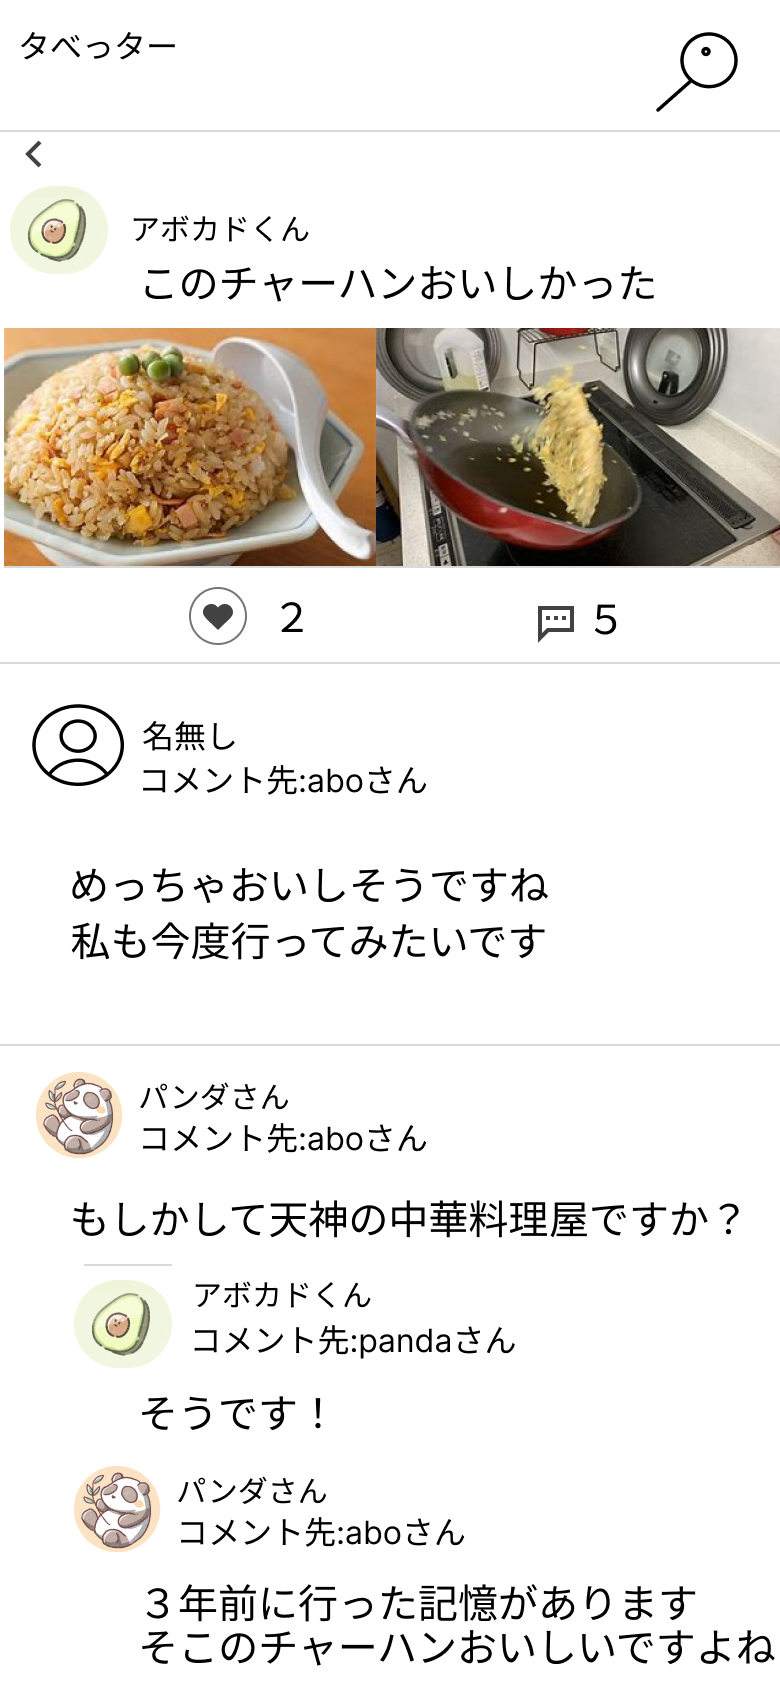 タベっター
アボカドくん
このチャーハンおいしかった
2
5
名無し
コメント先:aboさん
めっちゃおいしそうですね
私も今度行ってみたいです
パンダさん
コメント先:aboさん
もしかして天神の中華料理屋ですか？
アボカドくん
コメント先:pandaさん
そうです！
パンダさん
コメント先:aboさん
３年前に行った記憶があります
そこのチャーハンおいしいですよね